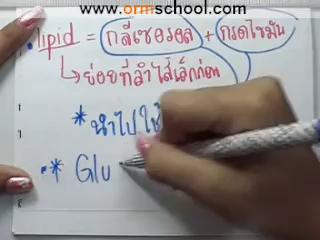 www.ormschool.com
lipid = กลีเซอรอล + กรดไขมัน
↳ ย่อยที่ลำไส้เล็กก่อน
* นำไปใช้
* Glu